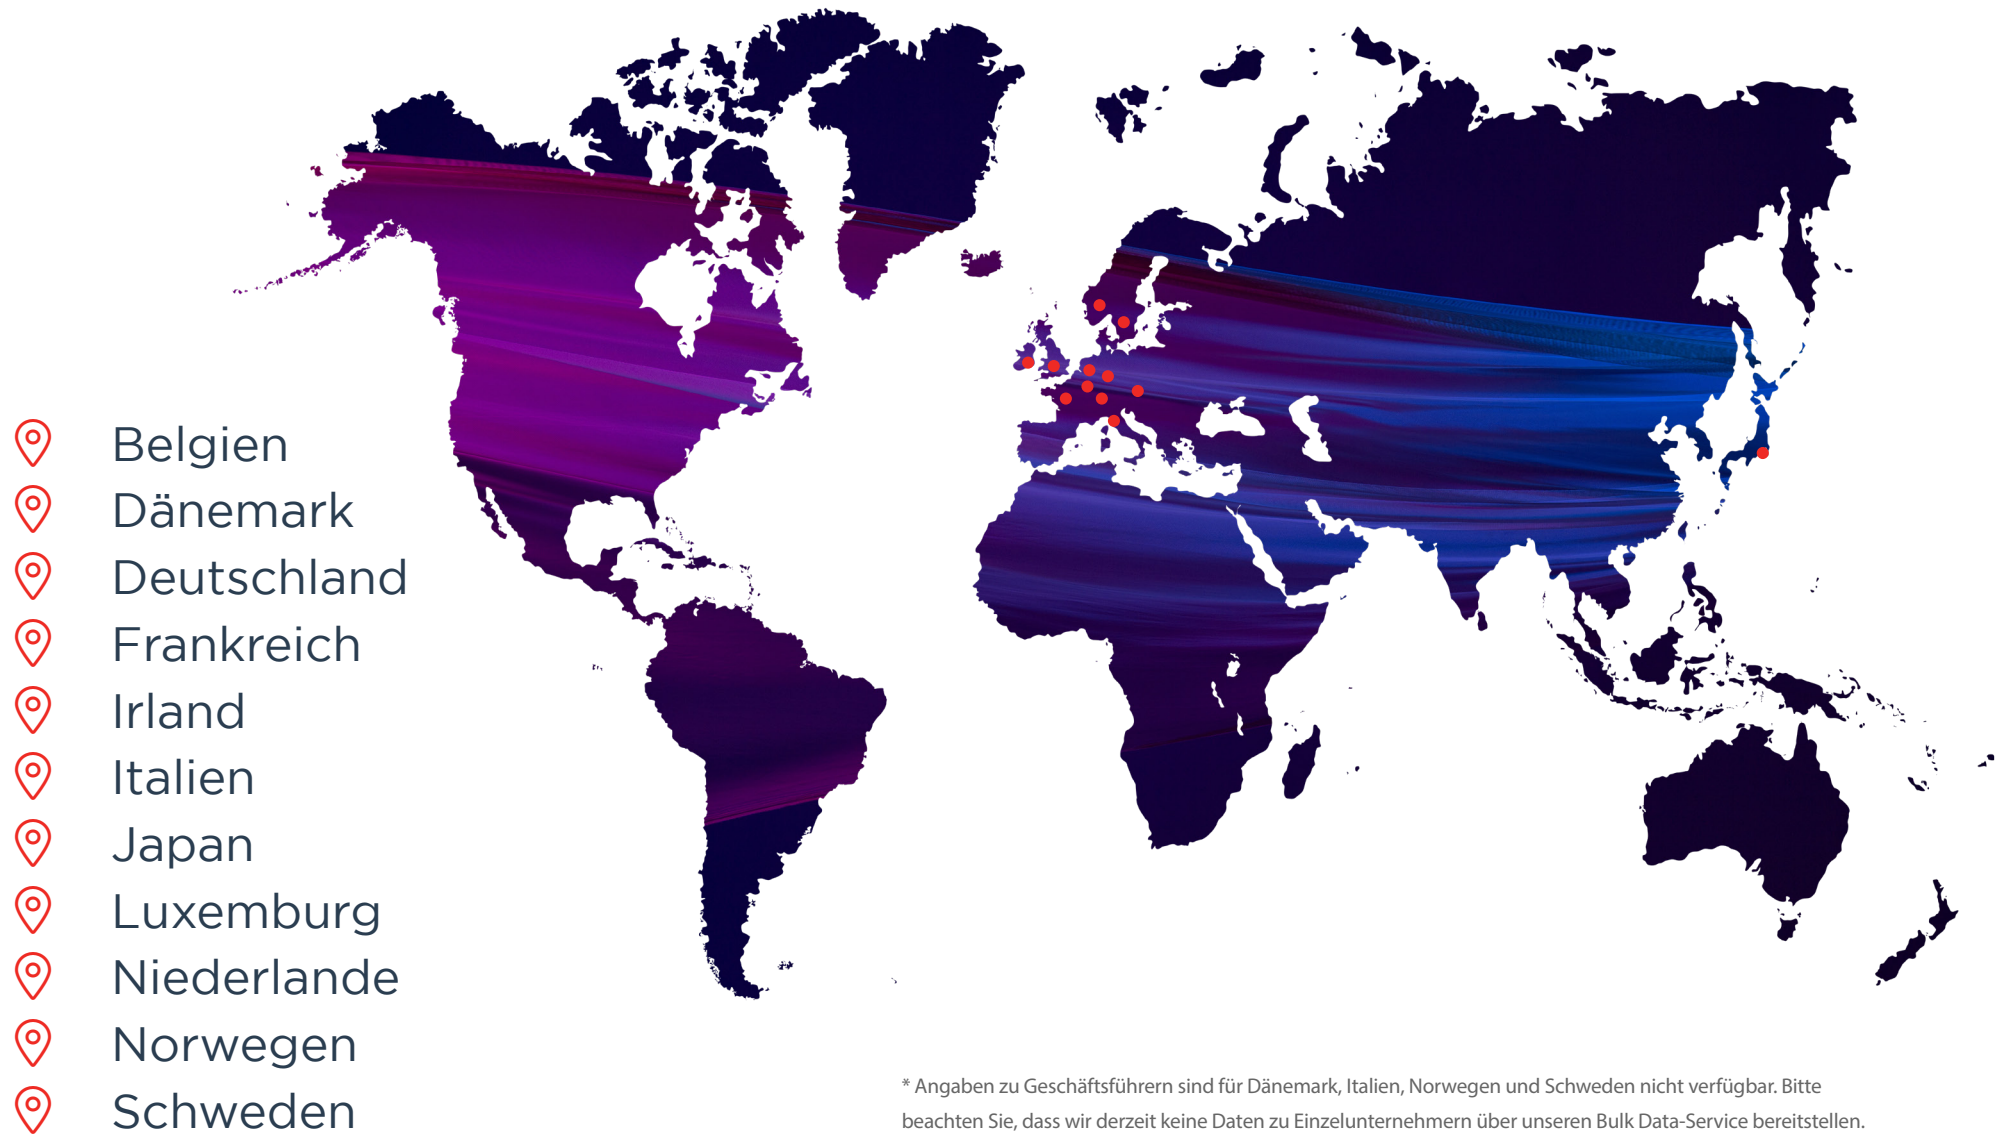 Belgien
Dänemark
Deutschland
Frankreich
Irland
Italien
Japan
Luxemburg
Niederlande
Norwegen
Schweden
* Angaben zu Geschäftsführern sind für Dänemark, Italien, Norwegen und Schweden nicht verfügbar. Bitte
beachten Sie, dass wir derzeit keine Daten zu Einzelunternehmern über unseren Bulk Data-Service bereitstellen.